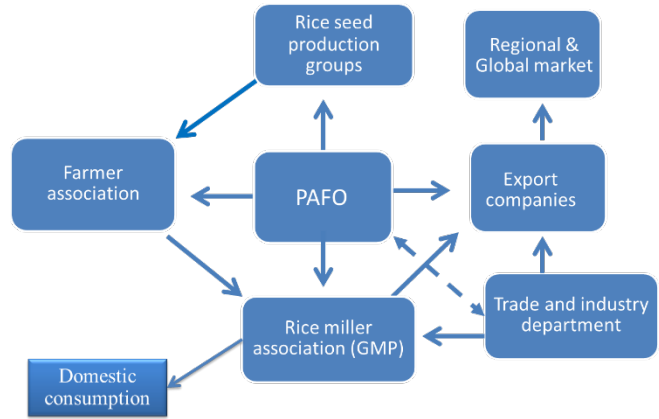 Rice seed
production
groups
Regional &
Global market
Farmer
association
PAFO
Export
companies
Rice miller
association (GMP)
Trade and industry
department
Domestic
consumption